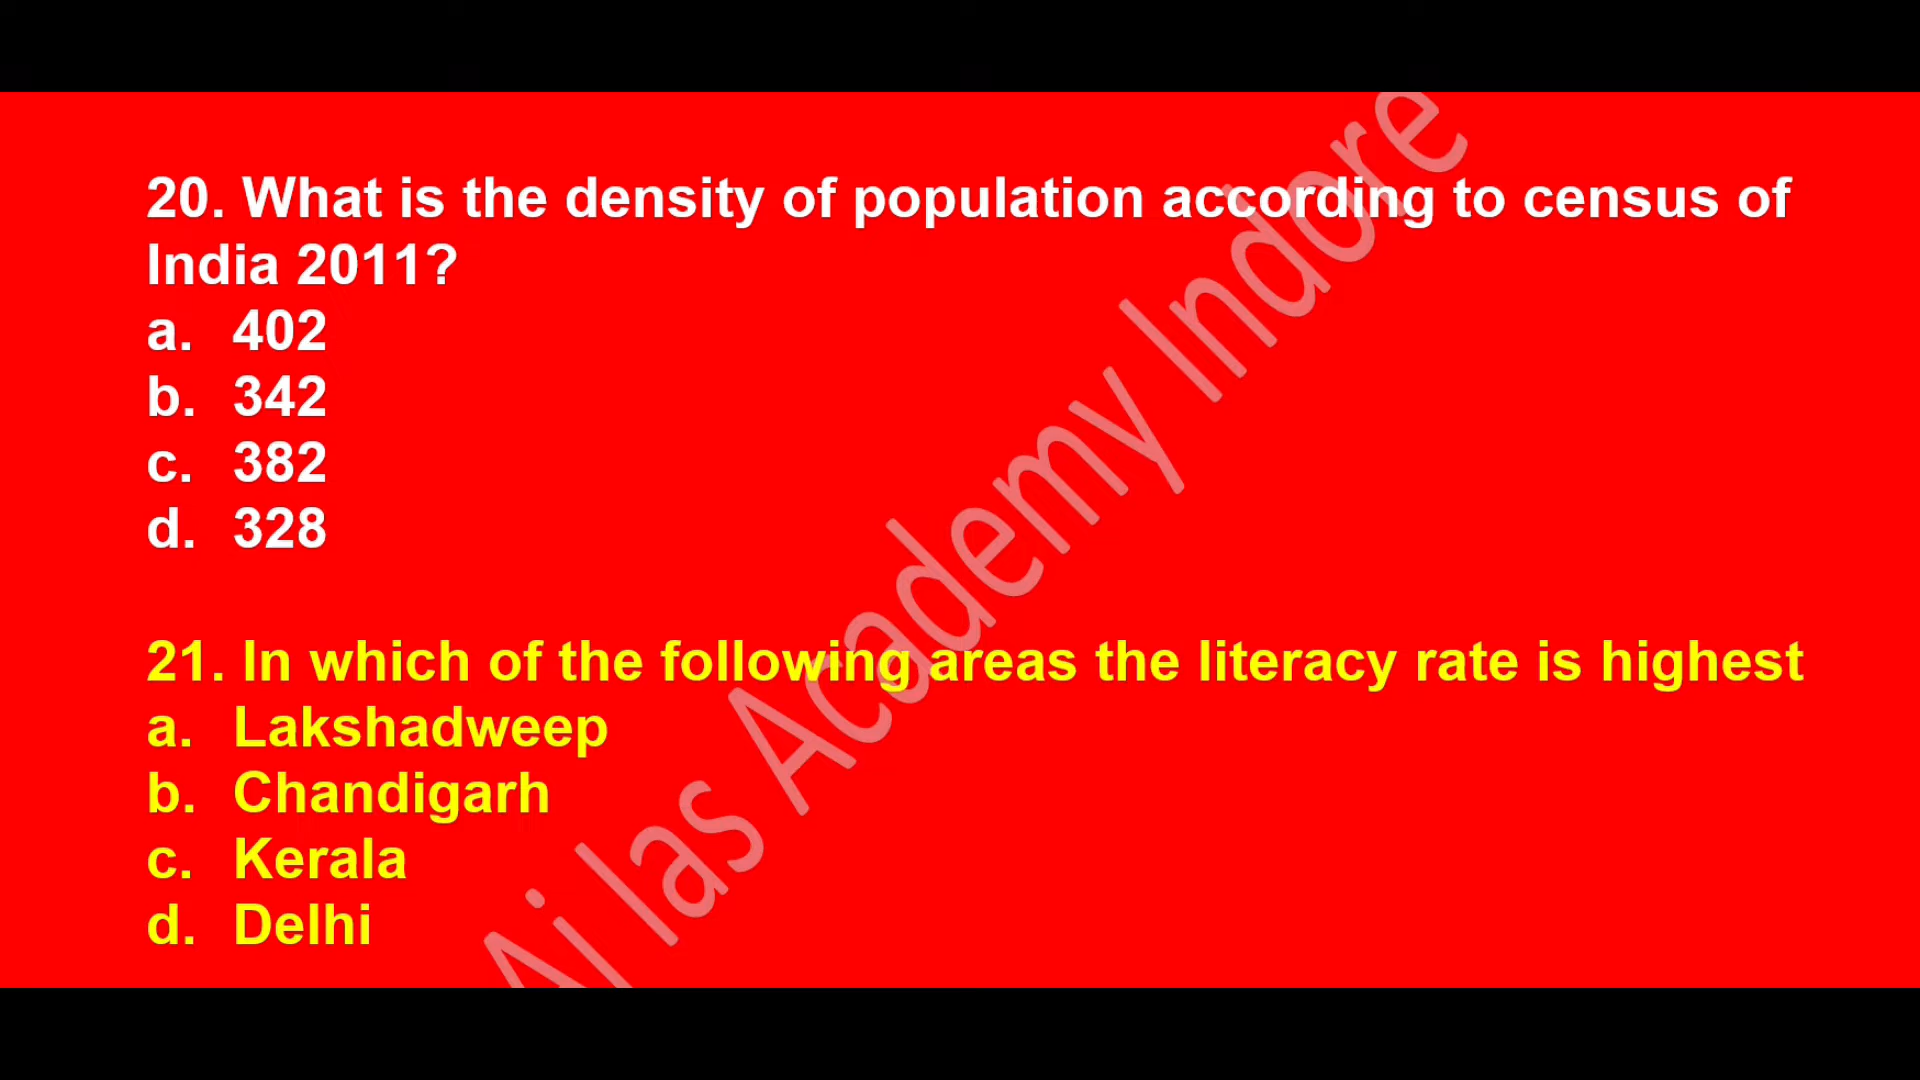 20. What is the density of population according to census of
India 2011?
a. 402
b. 342
c. 382
d. 328
21. In which of the following areas the literacy rate is highest
a. Lakshadweep
b. Chandigarh
c. Kerala
d. Delhi
Aj Ias Academy Indore